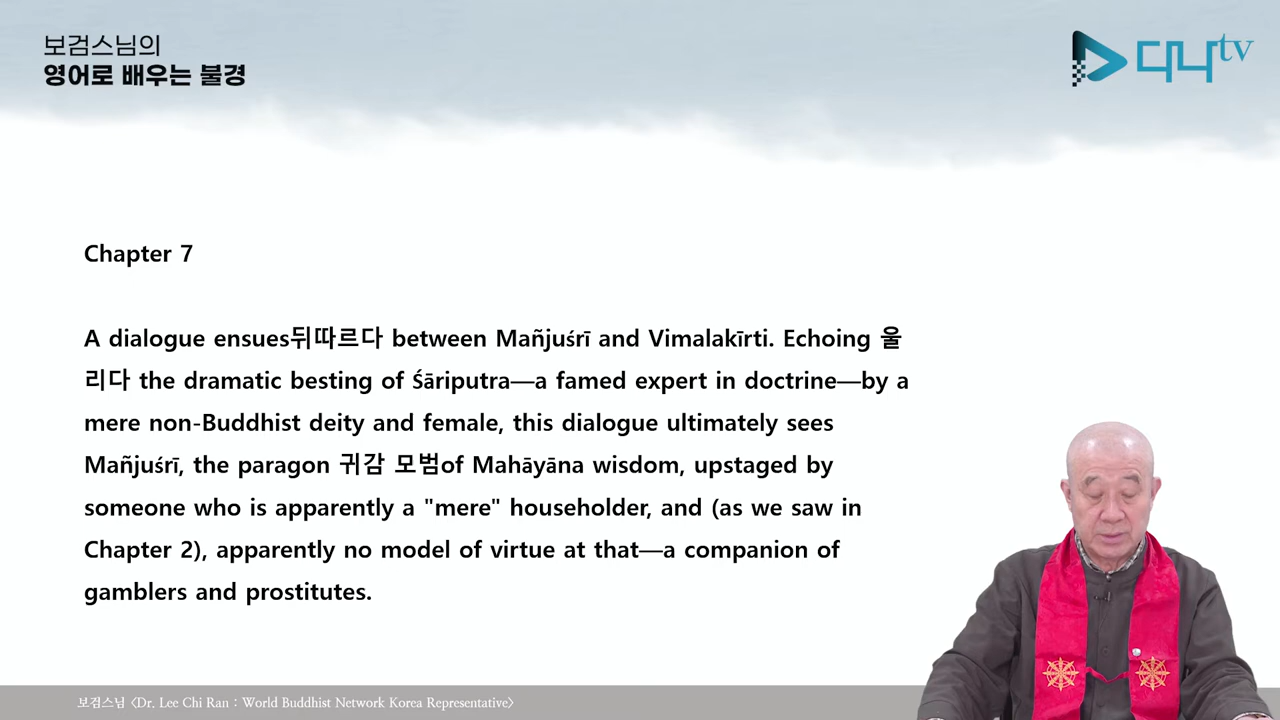 보검스님의
영어로 배우는 불경
디나tv
Chapter 7
A dialogue ensues뒤따르다 between Mañjuśrī and Vimalakīrti. Echoing 울
리다 the dramatic besting of Śāriputra—a famed expert in doctrine—by a
mere non-Buddhist deity and female, this dialogue ultimately sees
Mañjuśrī, the paragon 귀감 모범of Mahāyāna wisdom, upstaged by
someone who is apparently a "mere" householder, and (as we saw in
Chapter 2), apparently no model of virtue at that—a companion of
gamblers and prostitutes.
보검스님 <Dr. Lee Chi Ran : World Buddhist Network Korea Representative>